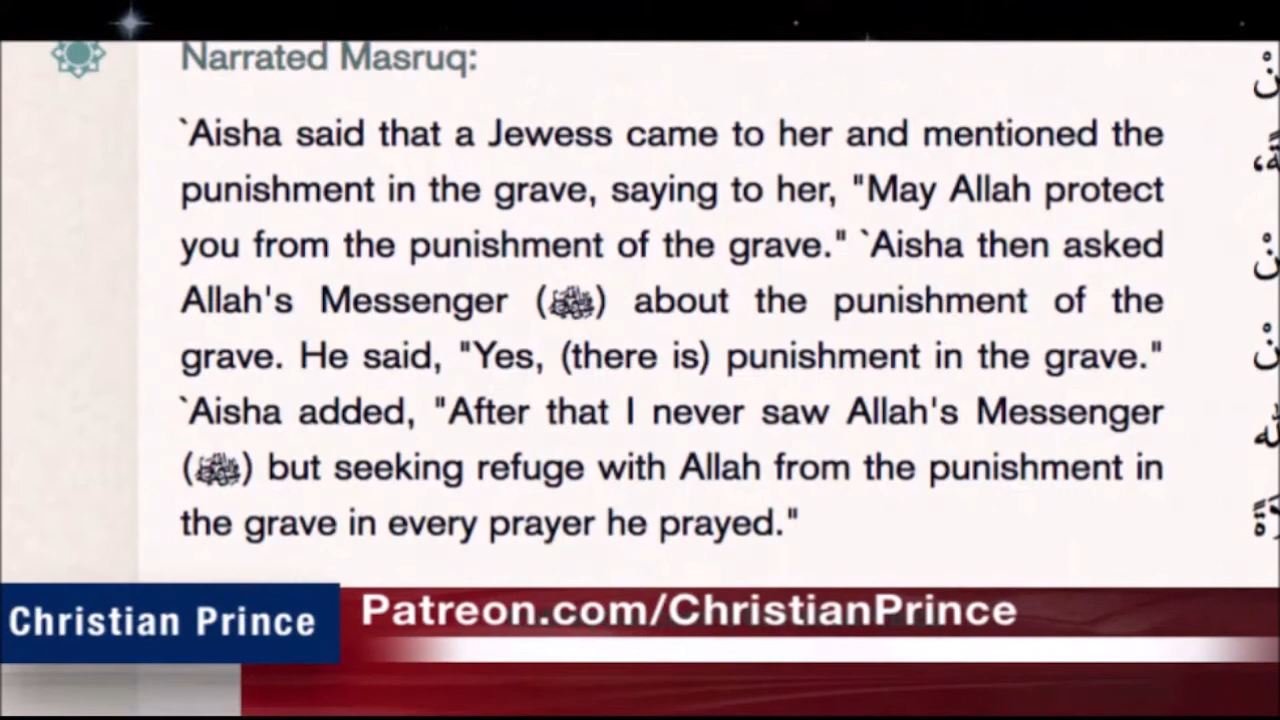 Narrated Masruq:
`Aisha said that a Jewess came to her and mentioned the
punishment in the grave, saying to her, "May Allah protect
you from the punishment of the grave." `Aisha then asked
Allah's Messenger (ﷺ) about the punishment of the
grave. He said, "Yes, (there is) punishment in the grave."
`Aisha added, "After that I never saw Allah's Messenger
(ﷺ) but seeking refuge with Allah from the punishment in
the grave in every prayer he prayed."
Christian Prince
Patreon.com/ChristianPrince